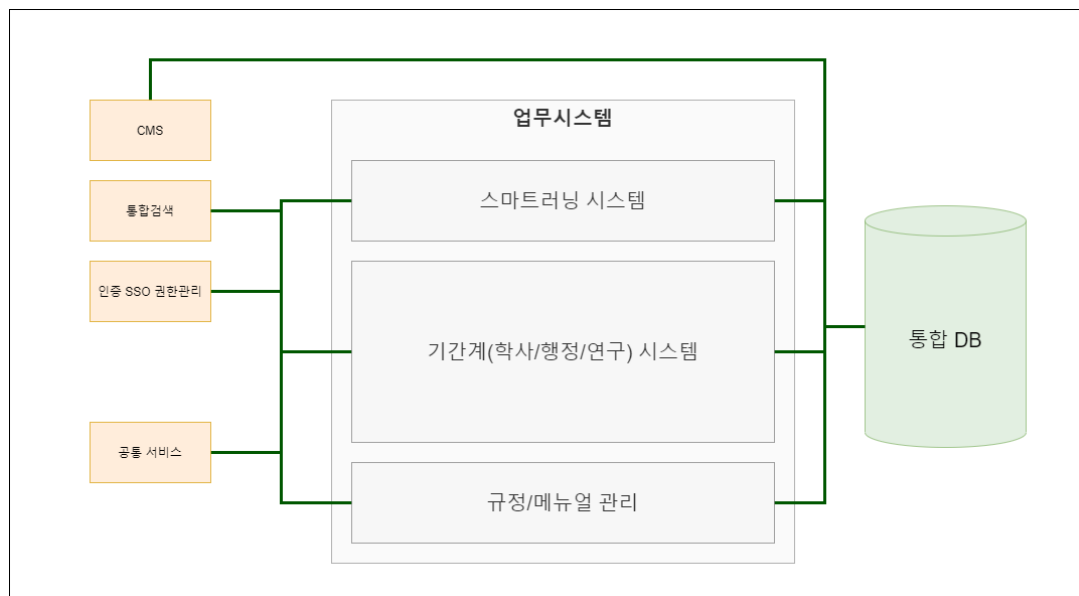 업무시스템
CMS
통합검색
인증 SSO 권한관리
공통 서비스
스마트러닝 시스템
기간계(학사/행정/연구) 시스템
규정/메뉴얼 관리
통합 DB